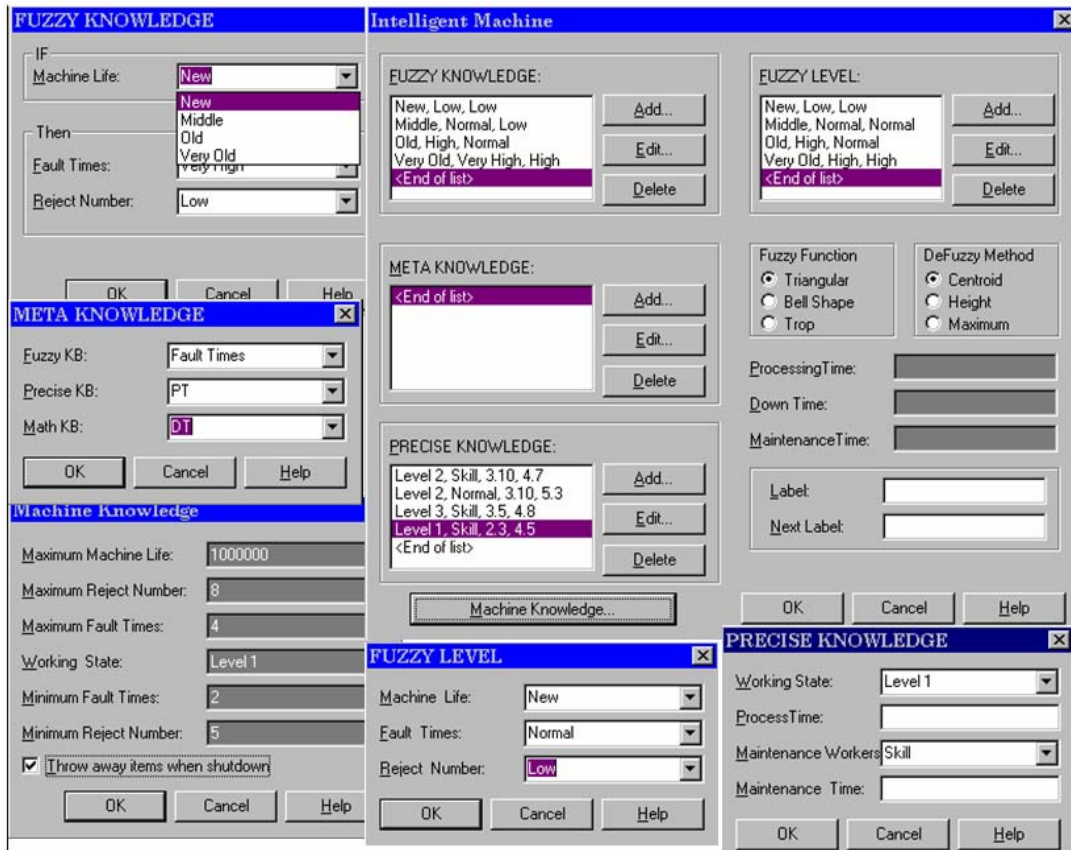 FUZZY KNOWLEDGE
IF
Machine Life: New
New
Middle
Old
Very Old
Then
Fault Times: Very High
Reject Number: Low
OK Cancel Help
META KNOWLEDGE
Fuzzy KB: Fault Times
Precise KB: PT
Math KB: DT
OK Cancel Help
Machine Knowledge
Maximum Machine Life: 1000000
Maximum Reject Number: 8
Maximum Fault Times: 4
Working State: Level 1
Minimum Fault Times: 2
Minimum Reject Number: 5
Throw away items when shutdown
OK Cancel Help
Intelligent Machine
FUZZY KNOWLEDGE:
New, Low, Low
Middle, Normal, Low
Old, High, Normal
Very Old, Very High, High
<End of list>
Add...
Edit...
Delete
FUZZY LEVEL:
New, Low, Low
Middle, Normal, Normal
Old, High, Normal
Very Old, High, High
<End of list>
Add...
Edit...
Delete
META KNOWLEDGE:
<End of list>
Add...
Edit...
Delete
Fuzzy Function
Triangular
Bell Shape
Trop
DeFuzzy Method
Centroid
Height
Maximum
ProcessingTime:
Down Time:
MaintenanceTime:
PRECISE KNOWLEDGE:
Level 2, Skill, 3.10, 4.7
Level 2, Normal, 3.10, 5.3
Level 3, Skill, 3.5, 4.8
Level 1, Skill, 2.3, 4.5
<End of list>
Add...
Edit...
Delete
Label:
Next Label:
Machine Knowledge...
OK Cancel Help
FUZZY LEVEL
Machine Life: New
Fault Times: Normal
Reject Number: Low
OK Cancel Help
PRECISE KNOWLEDGE
Working State: Level 1
ProcessTime:
Maintenance Workers Skill
Maintenance Time:
OK Cancel Help